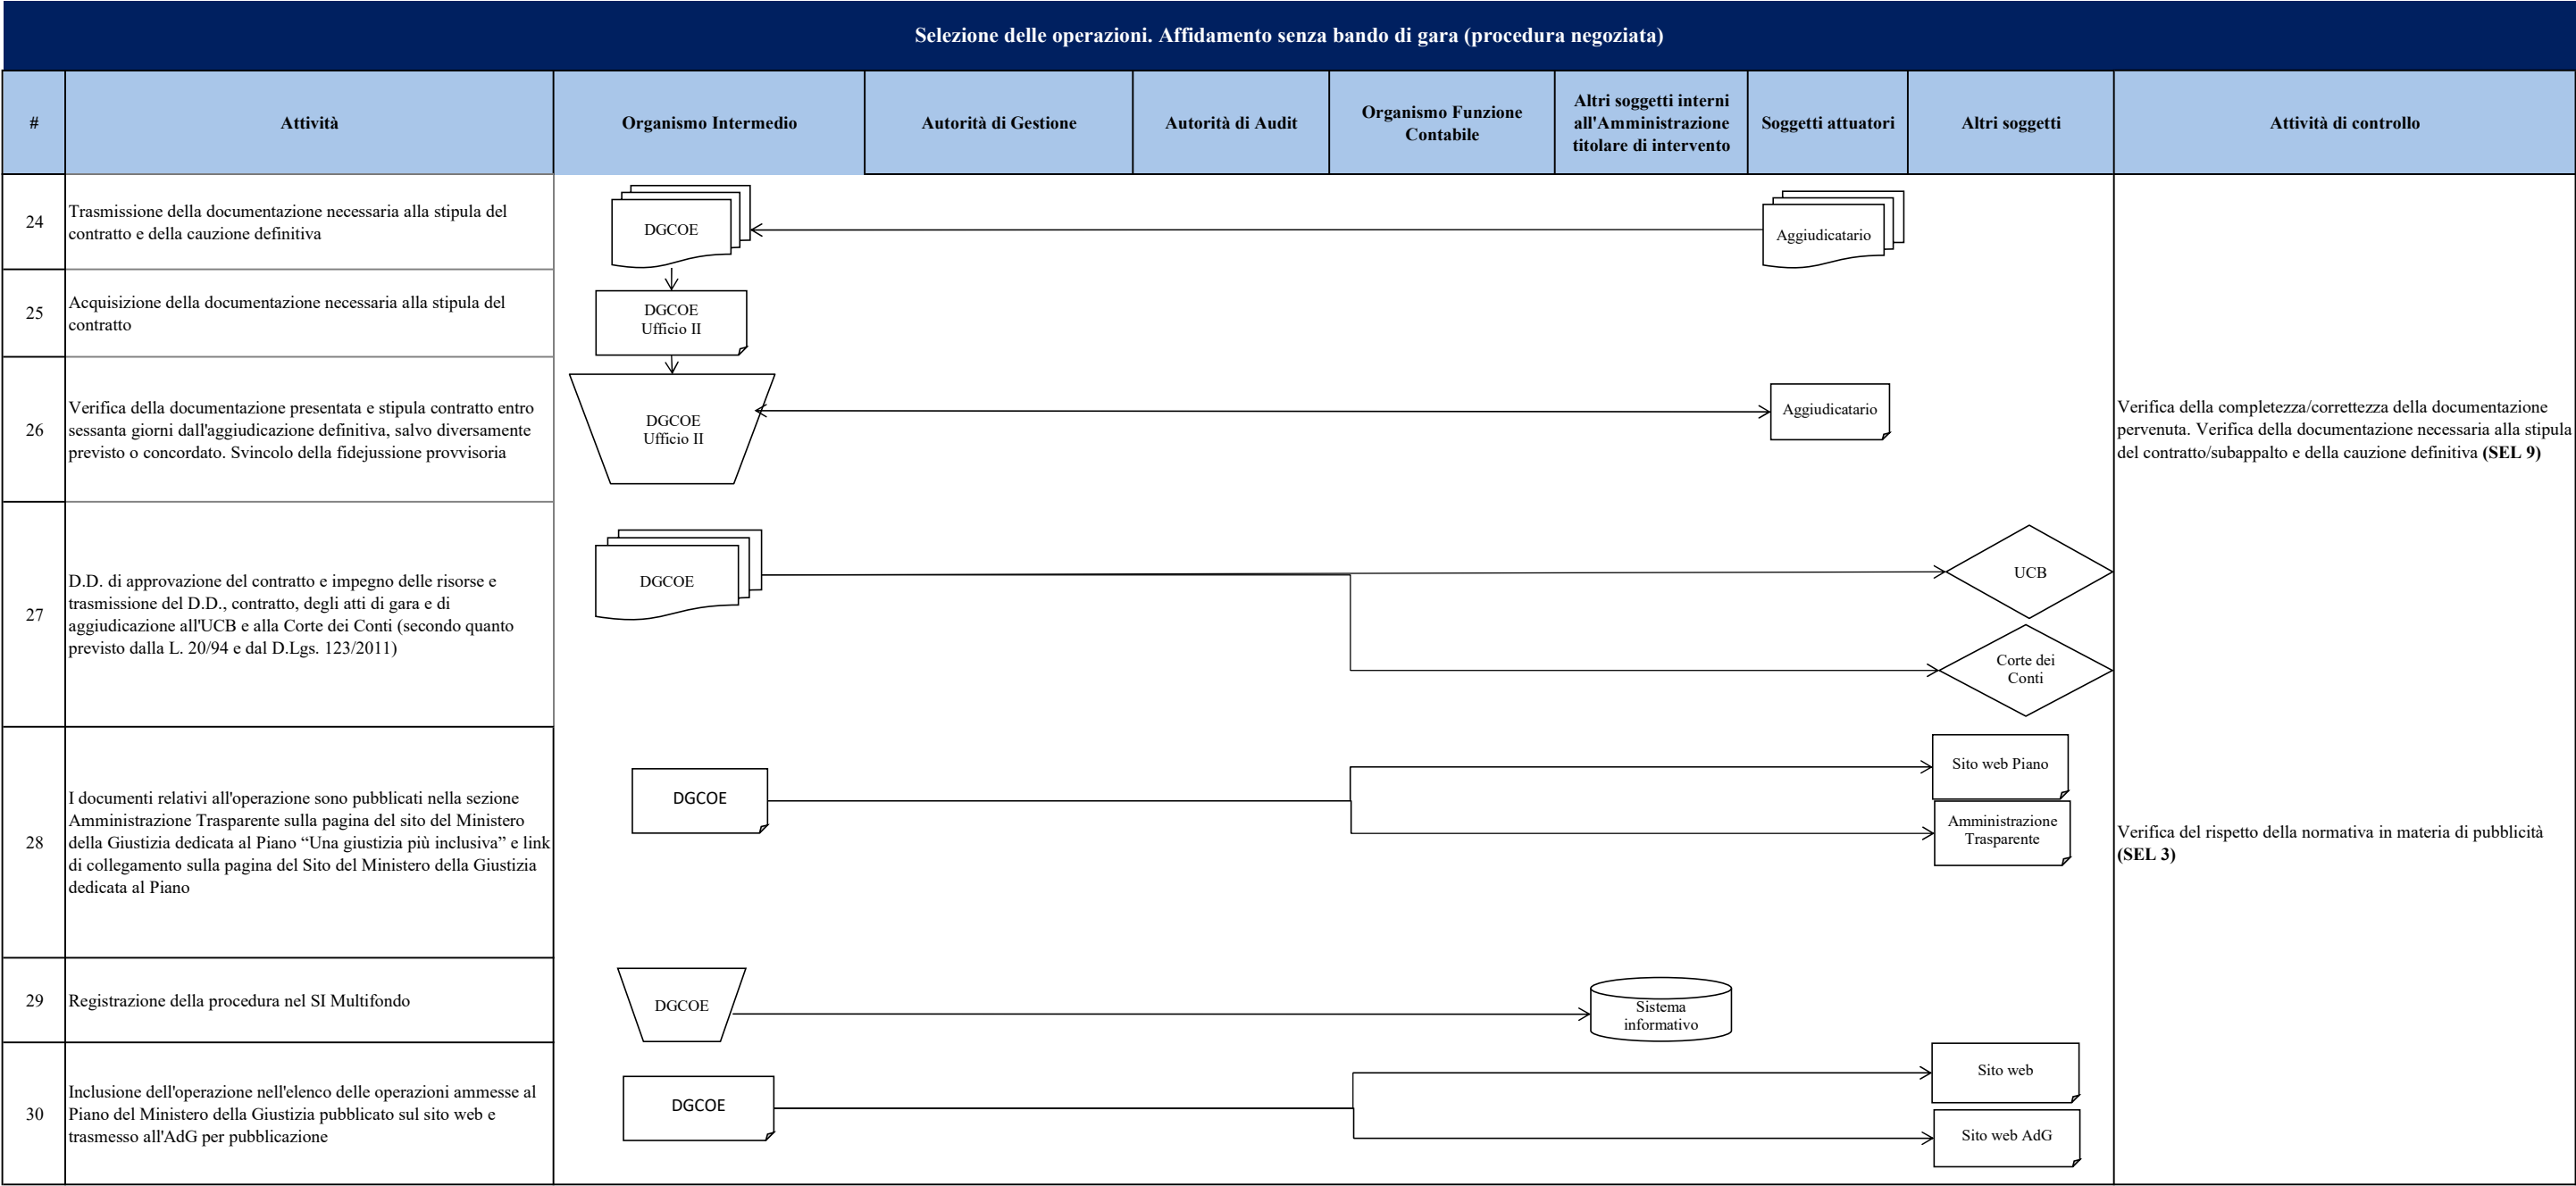 Selezione delle operazioni. Affidamento senza bando di gara (procedura negoziata)
#
Attività
Organismo Intermedio
Autorità di Gestione
Autorità di Audit
Organismo Funzione
Contabile
Altri soggetti interni
all'Amministrazione
titolare di intervento
Soggetti attuatori
Altri soggetti
Attività di controllo
24
Trasmissione della documentazione necessaria alla stipula del
contratto e della cauzione definitiva
DGCOE
Aggiudicatario
25
Acquisizione della documentazione necessaria alla stipula del
contratto
DGCOE
Ufficio II
26
Verifica della documentazione presentata e stipula contratto entro
sessanta giorni dall'aggiudicazione definitiva, salvo diversamente
previsto o concordato. Svincolo della fidejussione provvisoria
DGCOE
Ufficio II
Aggiudicatario
Verifica della completezza/correttezza della documentazione
pervenuta. Verifica della documentazione necessaria alla stipula
del contratto/subappalto e della cauzione definitiva (SEL 9)
27
D.D. di approvazione del contratto e impegno delle risorse e
trasmissione del D.D., contratto, degli atti di gara e di
aggiudicazione all'UCB e alla Corte dei Conti (secondo quanto
previsto dalla L. 20/94 e dal D.Lgs. 123/2011)
DGCOE
UCB
Corte dei
Conti
28
I documenti relativi all'operazione sono pubblicati nella sezione
Amministrazione Trasparente sulla pagina del sito del Ministero
della Giustizia dedicata al Piano “Una giustizia più inclusiva” e link
di collegamento sulla pagina del Sito del Ministero della Giustizia
dedicata al Piano
DGCOE
Sito web Piano
Amministrazione
Trasparente
Verifica del rispetto della normativa in materia di pubblicità
(SEL 3)
29
Registrazione della procedura nel SI Multifondo
DGCOE
Sistema
informativo
30
Inclusione dell'operazione nell'elenco delle operazioni ammesse al
Piano del Ministero della Giustizia pubblicato sul sito web e
trasmesso all'AdG per pubblicazione
DGCOE
Sito web
Sito web AdG